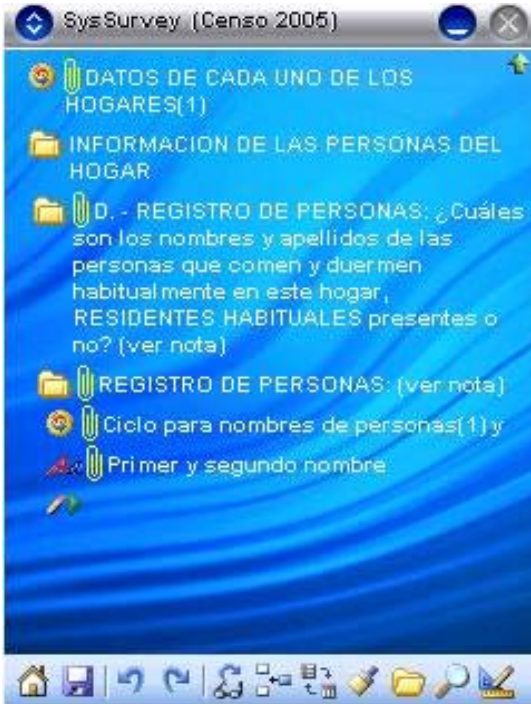 SysSurvey (Censo 2005)
DATOS DE CADA UNO DE LOS
HOGARES(1)
INFORMACION DE LAS PERSONAS DEL
HOGAR
D. - REGISTRO DE PERSONAS: ¿Cuáles
son los nombres y apellidos de las
personas que comen y duermen
habitualmente en este hogar,
RESIDENTES HABITUALES presentes o
no? (ver nota)
REGISTRO DE PERSONAS: (ver nota)
Ciclo para nombres de personas(1) y
Primer y segundo nombre